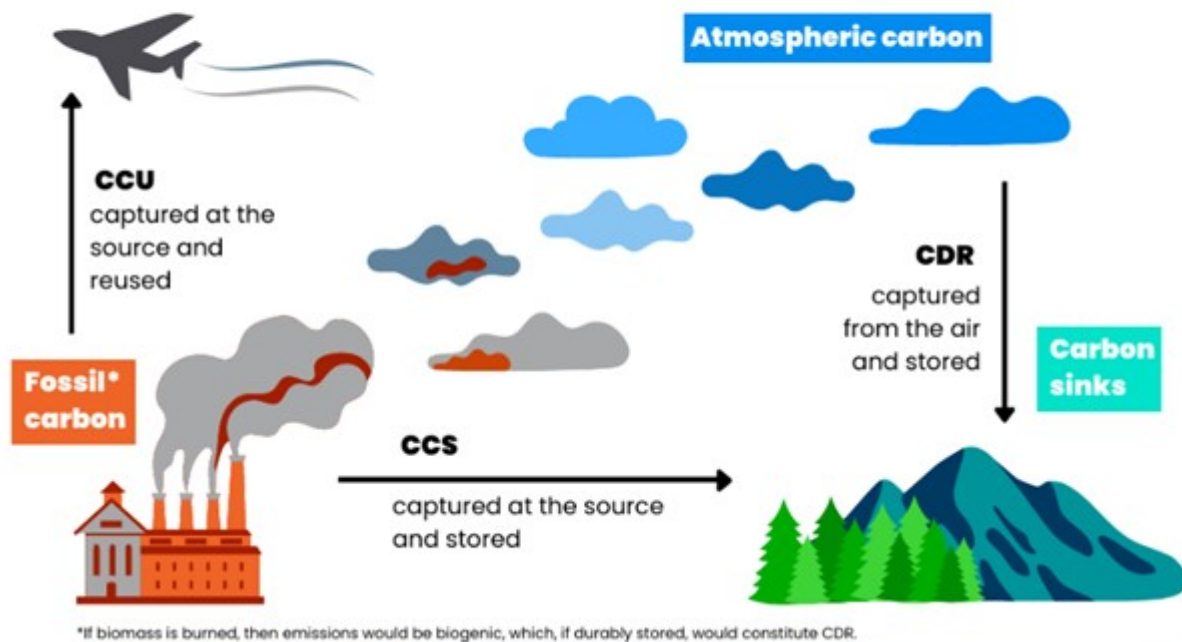 Atmospheric carbon
CCU
captured at the
source and
reused
CDR
captured
from the air
and stored
Carbon
sinks
Fossil*
carbon
CCS
captured at the source
and stored
*If biomass is burned, then emissions would be biogenic, which, if durably stored, would constitute CDR.